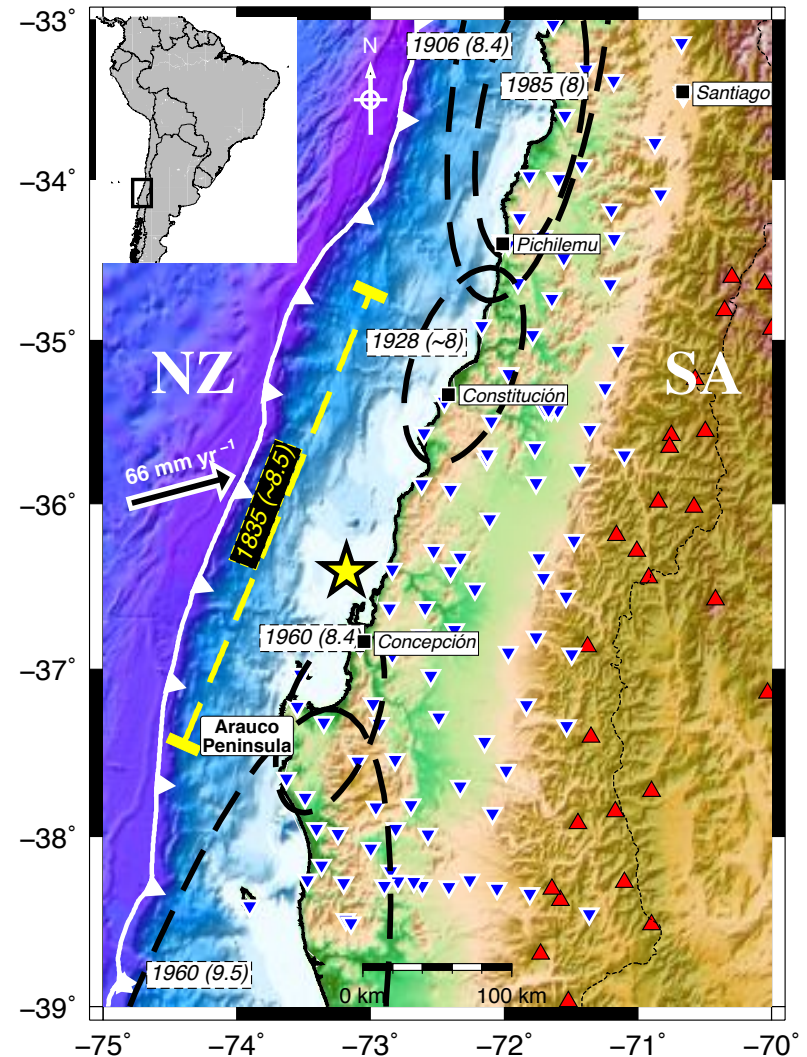 −33˚
−34˚
−35˚
−36˚
−37˚
−38˚
−39˚
−75˚
−74˚
−73˚
−72˚
−71˚
−70˚
N
1906 (8.4)
1985 (8)
Santiago
Pichilemu
1928 (~8)
NZ
SA
Constitución
66 mm yr⁻¹
1835 (~8.5)
1960 (8.4
Concepción
Arauco
Peninsula
1960 (9.5)
0 km
100 km